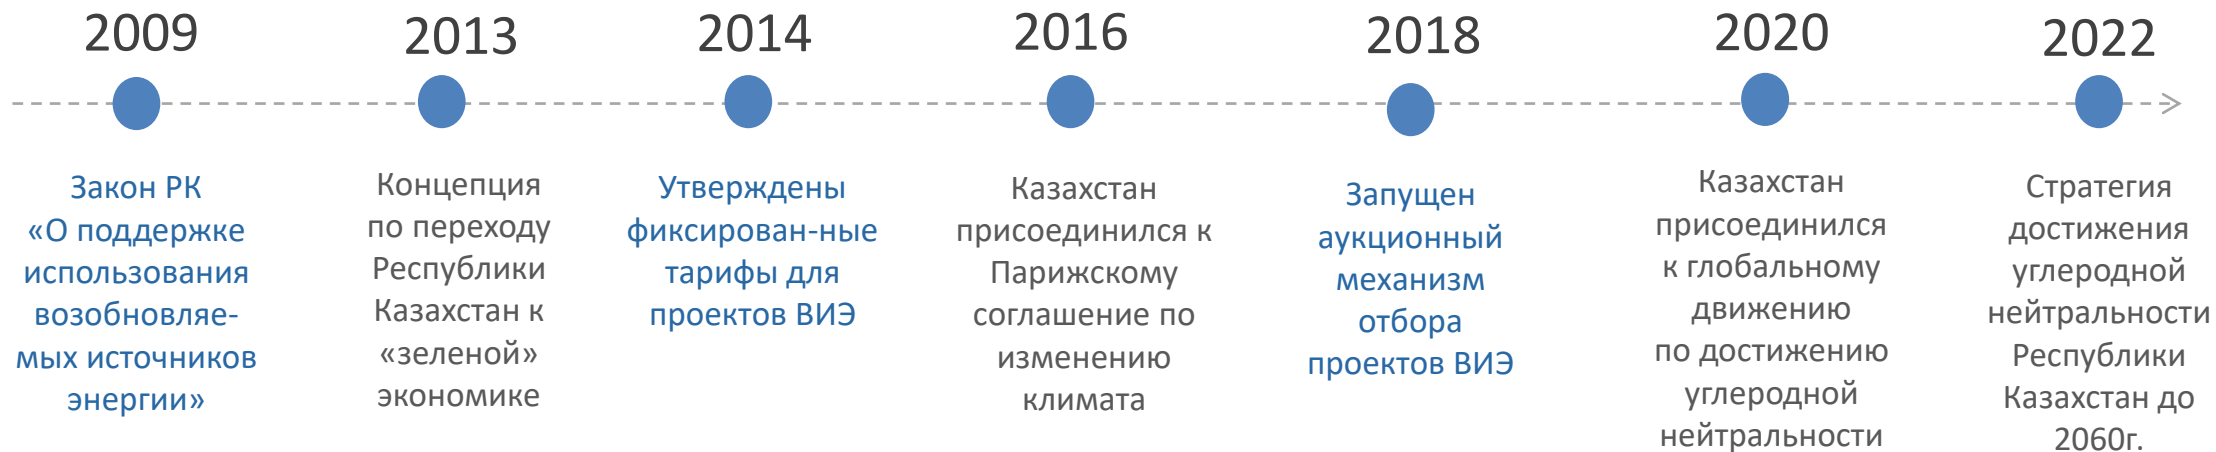 2009
Закон РК
«О поддержке
использования
возобновляе-
мых источников
энергии»
2013
Концепция
по переходу
Республики
Казахстан к
«зеленой»
экономике
2014
Утверждены
фиксирован-ные
тарифы для
проектов ВИЭ
2016
Казахстан
присоединился к
Парижскому
соглашение по
изменению
климата
2018
Запущен
аукционный
механизм
отбора
проектов ВИЭ
2020
Казахстан
присоединился
к глобальному
движению
по достижению
углеродной
нейтральности
2022
Стратегия
достижения
углеродной
нейтральности
Республики
Казахстан до
2060г.